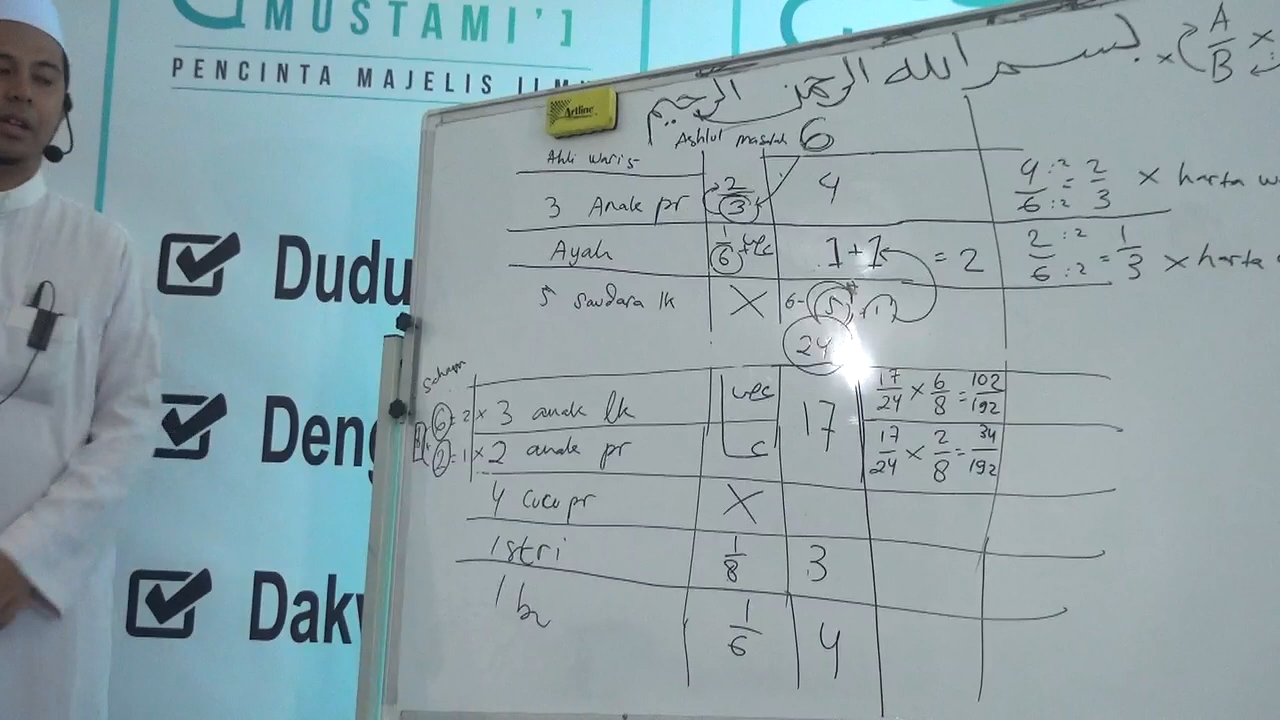 MUSTAMI']
PENCINTA MAJELIS ILMU
Dudu
Deng
Dakw
Artline
بسم الله الرحمن الرحيم
× ( A/B ×
Ashlul masalah 6
Ahli waris
3 Anak pr 2/3 4 4:2/6:2 = 2/3 × harta w
Ayah 1/6 + 1+1 = 2 2:2/6:2 = 1/3 × harta
5 Saudara lk X 6-5 = 1
24
Saham
6 = 2 × 3 anak lk 17 17/24 × 6/8 = 102/192
8 2 = 1 × 2 anak pr 17/24 × 2/8 = 34/192
4 cucu pr X
Istri 1/8 3
Ibu 1/6 4